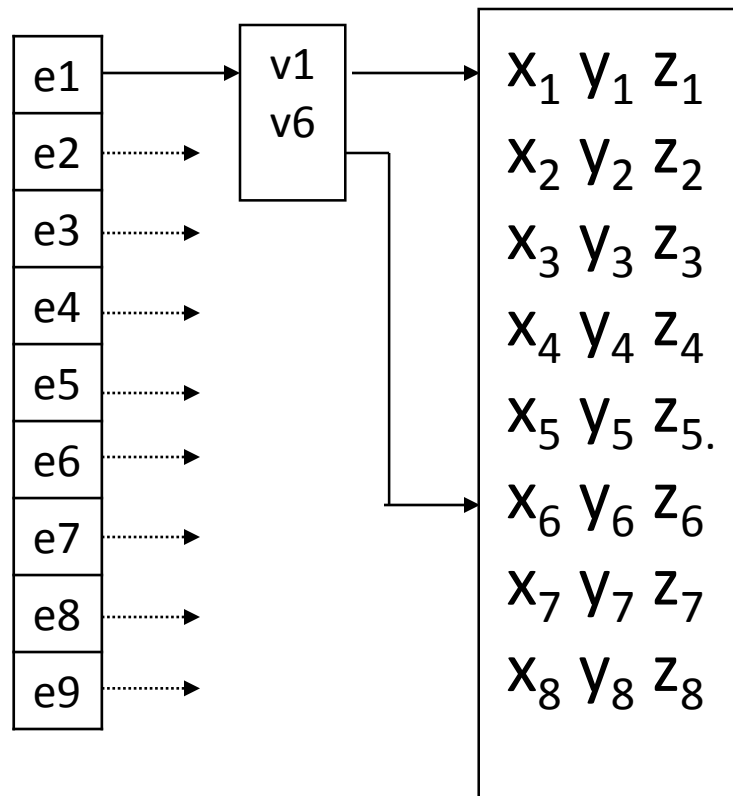 e1
e2
e3
e4
e5
e6
e7
e8
e9
v1
v6
x₁ y₁ z₁
x₂ y₂ z₂
x₃ y₃ z₃
x₄ y₄ z₄
x₅ y₅ z₅.
x₆ y₆ z₆
x₇ y₇ z₇
x₈ y₈ z₈